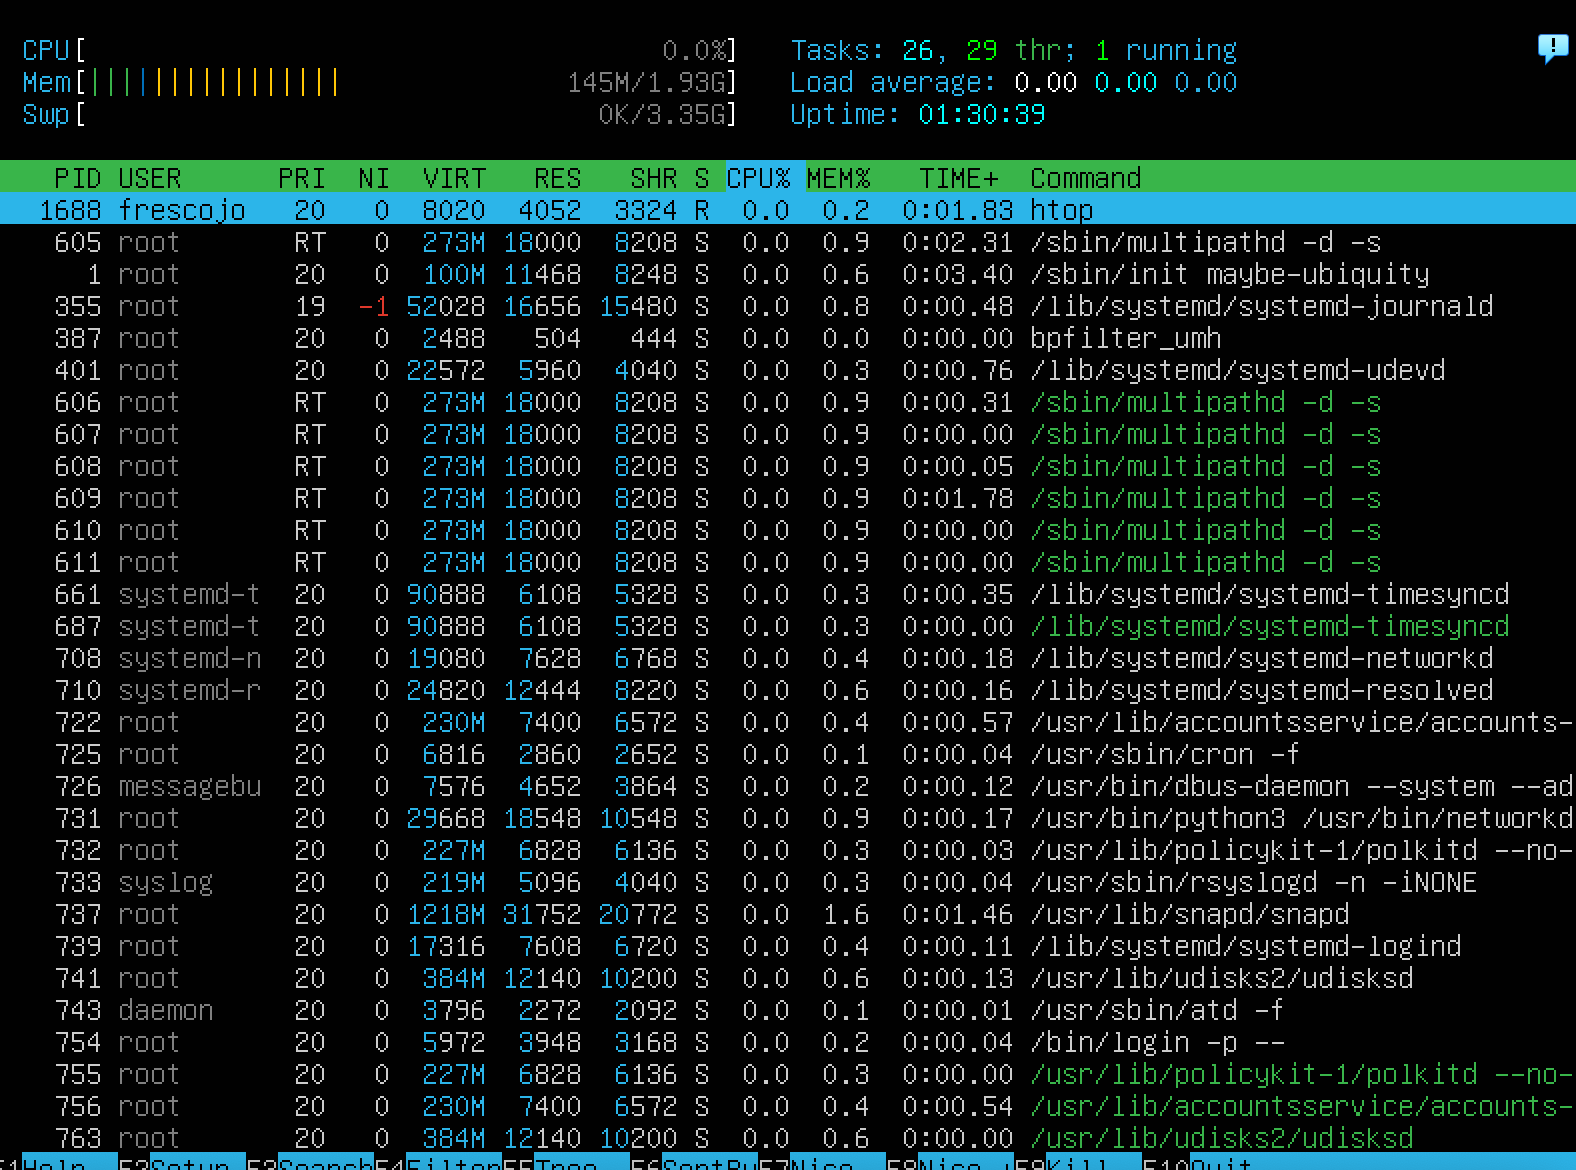 CPU[ 0.0%] Tasks: 26, 29 thr; 1 running
Mem[|||||||||||||||| 145M/1.93G] Load average: 0.00 0.00 0.00
Swp[ 0K/3.35G] Uptime: 01:30:39
PID USER PRI NI VIRT RES SHR S CPU% MEM% TIME+ Command
1688 frescojo 20 0 8020 4052 3324 R 0.0 0.2 0:01.83 htop
605 root RT 0 273M 18000 8208 S 0.0 0.9 0:02.31 /sbin/multipathd -d -s
1 root 20 0 100M 11468 8248 S 0.0 0.6 0:03.40 /sbin/init maybe-ubiquity
355 root 19 -1 52028 16656 15480 S 0.0 0.8 0:00.48 /lib/systemd/systemd-journald
387 root 20 0 2488 504 444 S 0.0 0.0 0:00.00 bpfilter_umh
401 root 20 0 22572 5960 4040 S 0.0 0.3 0:00.76 /lib/systemd/systemd-udevd
606 root RT 0 273M 18000 8208 S 0.0 0.9 0:00.31 /sbin/multipathd -d -s
607 root RT 0 273M 18000 8208 S 0.0 0.9 0:00.00 /sbin/multipathd -d -s
608 root RT 0 273M 18000 8208 S 0.0 0.9 0:00.05 /sbin/multipathd -d -s
609 root RT 0 273M 18000 8208 S 0.0 0.9 0:01.78 /sbin/multipathd -d -s
610 root RT 0 273M 18000 8208 S 0.0 0.9 0:00.00 /sbin/multipathd -d -s
611 root RT 0 273M 18000 8208 S 0.0 0.9 0:00.00 /sbin/multipathd -d -s
661 systemd-t 20 0 90888 6108 5328 S 0.0 0.3 0:00.35 /lib/systemd/systemd-timesyncd
687 systemd-t 20 0 90888 6108 5328 S 0.0 0.3 0:00.00 /lib/systemd/systemd-timesyncd
708 systemd-n 20 0 19080 7628 6768 S 0.0 0.4 0:00.18 /lib/systemd/systemd-networkd
710 systemd-r 20 0 24820 12444 8220 S 0.0 0.6 0:00.16 /lib/systemd/systemd-resolved
722 root 20 0 230M 7400 6572 S 0.0 0.4 0:00.57 /usr/lib/accountsservice/accounts-
725 root 20 0 6816 2860 2652 S 0.0 0.1 0:00.04 /usr/sbin/cron -f
726 messagebu 20 0 7576 4652 3864 S 0.0 0.2 0:00.12 /usr/bin/dbus-daemon --system --ad
731 root 20 0 29668 18548 10548 S 0.0 0.9 0:00.17 /usr/bin/python3 /usr/bin/networkd
732 root 20 0 227M 6828 6136 S 0.0 0.3 0:00.03 /usr/lib/policykit-1/polkitd --no-
733 syslog 20 0 219M 5096 4040 S 0.0 0.3 0:00.04 /usr/sbin/rsyslogd -n -iNONE
737 root 20 0 1218M 31752 20772 S 0.0 1.6 0:01.46 /usr/lib/snapd/snapd
739 root 20 0 17316 7608 6720 S 0.0 0.4 0:00.11 /lib/systemd/systemd-logind
741 root 20 0 384M 12140 10200 S 0.0 0.6 0:00.13 /usr/lib/udisks2/udisksd
743 daemon 20 0 3796 2272 2092 S 0.0 0.1 0:00.01 /usr/sbin/atd -f
754 root 20 0 5972 3948 3168 S 0.0 0.2 0:00.04 /bin/login -p --
755 root 20 0 227M 6828 6136 S 0.0 0.3 0:00.00 /usr/lib/policykit-1/polkitd --no-
756 root 20 0 230M 7400 6572 S 0.0 0.4 0:00.54 /usr/lib/accountsservice/accounts-
763 root 20 0 384M 12140 10200 S 0.0 0.6 0:00.00 /usr/lib/udisks2/udisksd
F1Help F2Setup F3SearchF4FilterF5Tree F6SortByF7Nice -F8Nice +F9Kill F10Quit